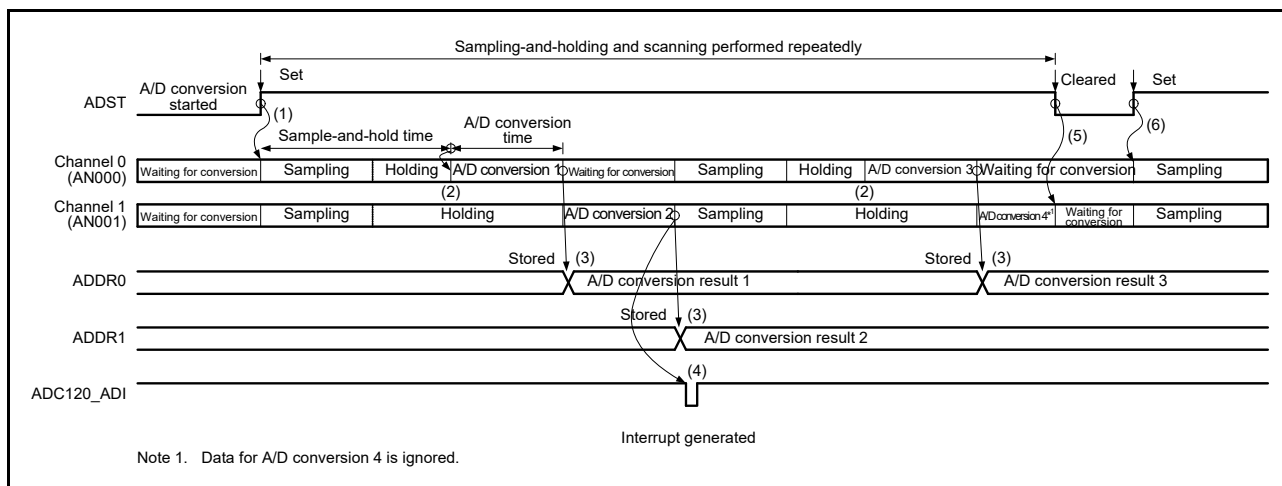 Sampling-and-holding and scanning performed repeatedly
A/D conversion started
Set
Cleared
Set
ADST
(1)
Sample-and-hold time
A/D conversion time
(5)
(6)
Channel 0 (AN000)
Waiting for conversion
Sampling
Holding
A/D conversion 1
Waiting for conversion
Sampling
Holding
A/D conversion 3
Waiting for conversion
Sampling
(2)
(2)
Channel 1 (AN001)
Waiting for conversion
Sampling
Holding
A/D conversion 2
Sampling
Holding
A/D conversion 4*1
Waiting for conversion
Sampling
Stored
(3)
Stored
(3)
ADDR0
A/D conversion result 1
A/D conversion result 3
Stored
(3)
ADDR1
A/D conversion result 2
(4)
ADC120_ADI
Interrupt generated
Note 1. Data for A/D conversion 4 is ignored.